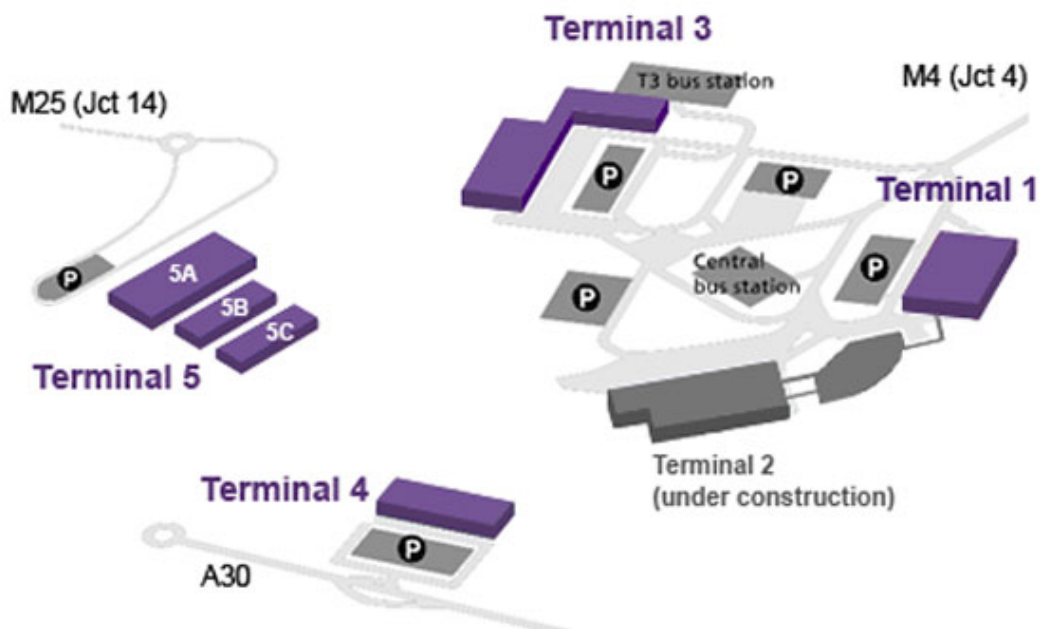 Terminal 3
T3 bus station
M4 (Jct 4)
M25 (Jct 14)
P
P
Terminal 1
5A
P
Central
bus station
P
P
5B
5C
Terminal 5
Terminal 2
(under construction)
Terminal 4
P
A30